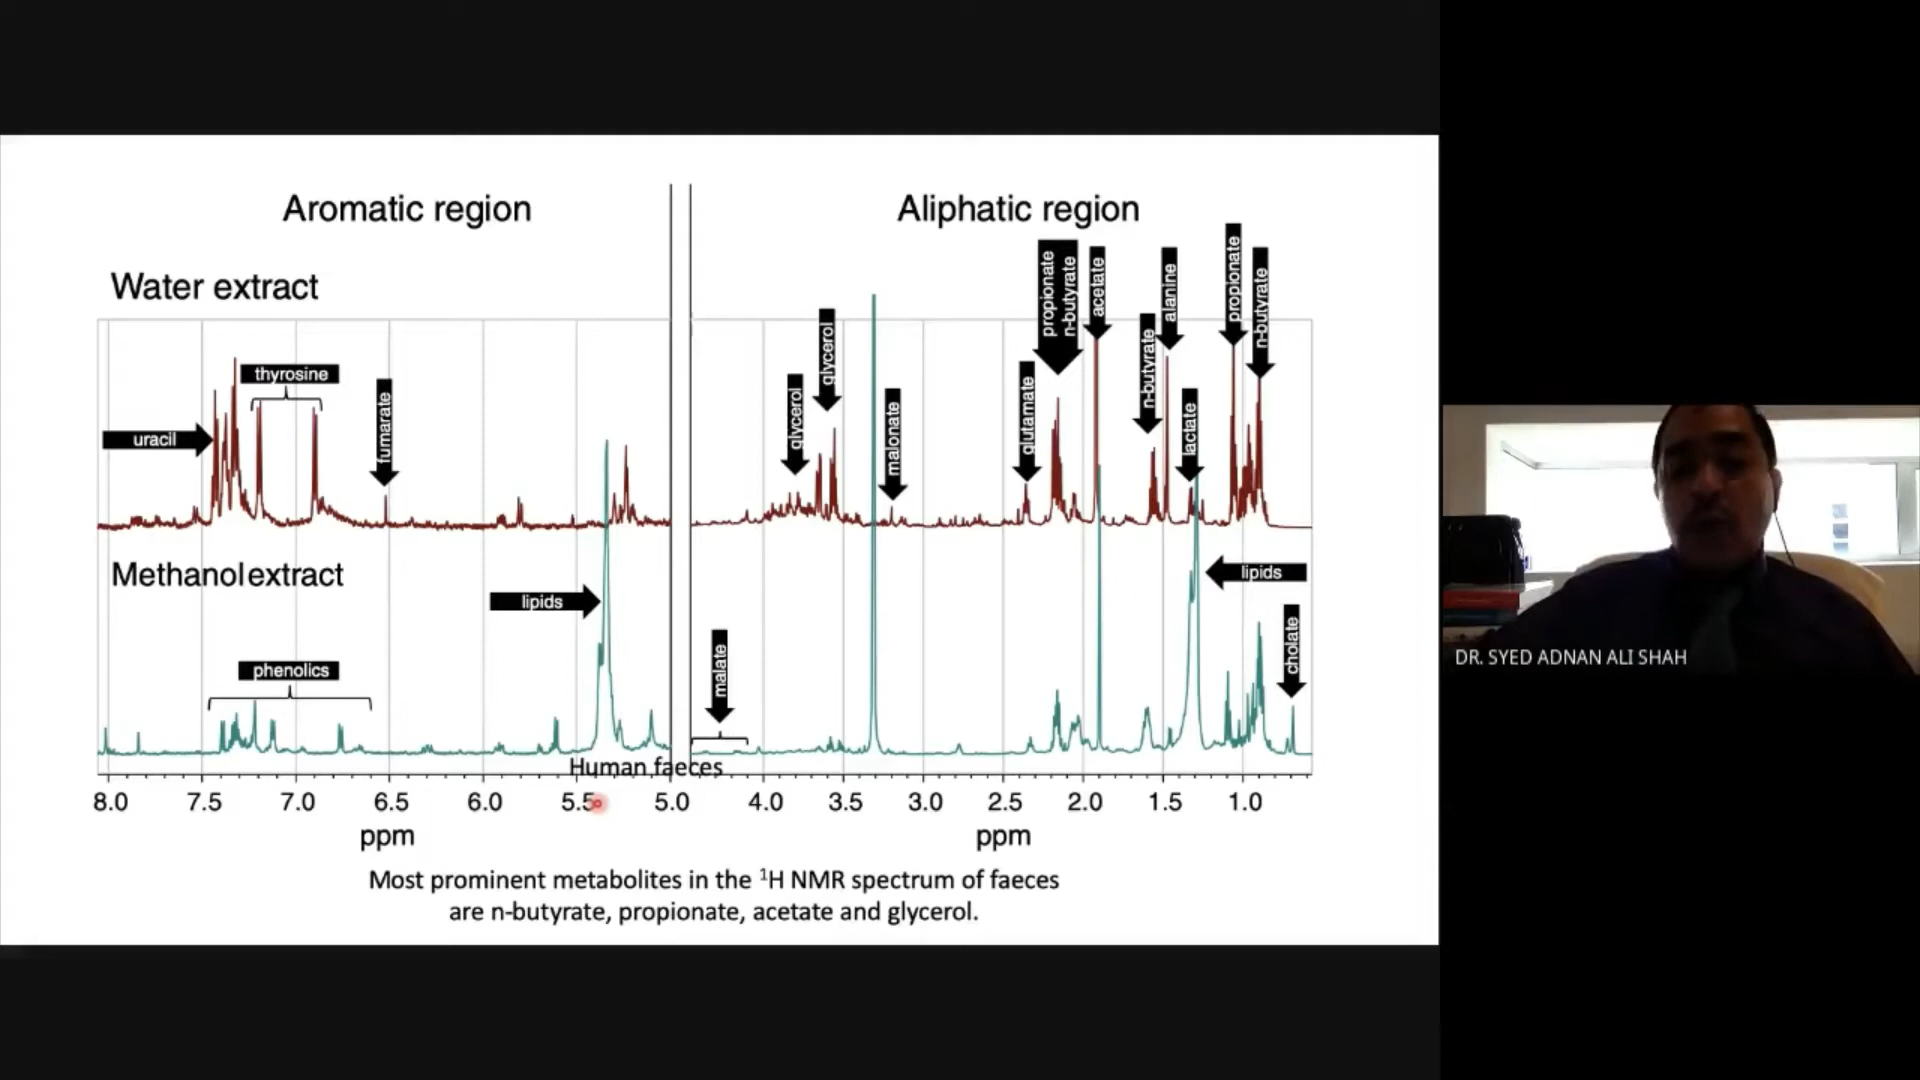 Aromatic region
Aliphatic region
Water extract
uracil
thyrosine
fumarate
glycerol
glycerol
malonate
glutamate
propionate
n-butyrate
acetate
n-butyrate
alanine
lactate
propionate
n-butyrate
Methanol extract
phenolics
lipids
malate
lipids
cholate
Human faeces
8.0 7.5 7.0 6.5 6.0 5.5 5.0 4.0 3.5 3.0 2.5 2.0 1.5 1.0
ppm
ppm
Most prominent metabolites in the ¹H NMR spectrum of faeces
are n-butyrate, propionate, acetate and glycerol.
DR. SYED ADNAN ALI SHAH